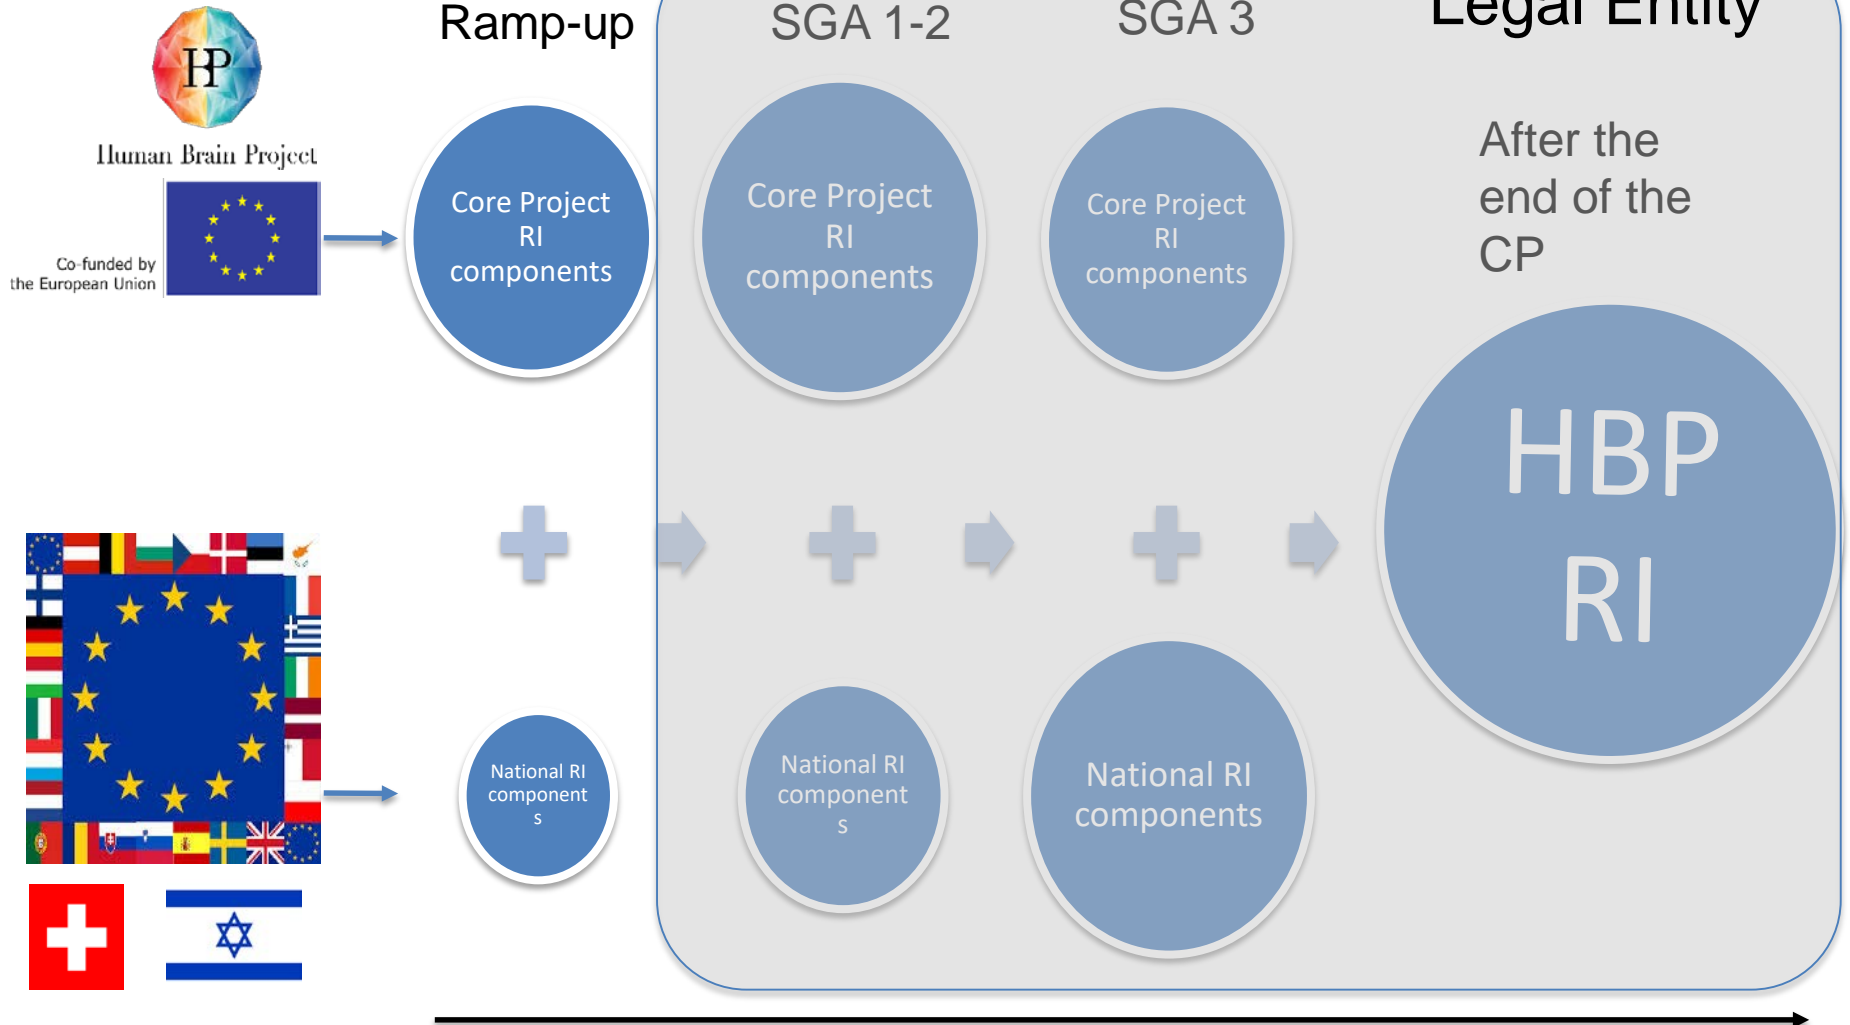 Ramp-up
SGA 1-2
SGA 3
Legal Entity
HP
Human Brain Project
Co-funded by
the European Union
Core Project
RI
components
Core Project
RI
components
Core Project
RI
components
After the
end of the
CP
HBP
RI
National RI
component
s
National RI
component
s
National RI
components